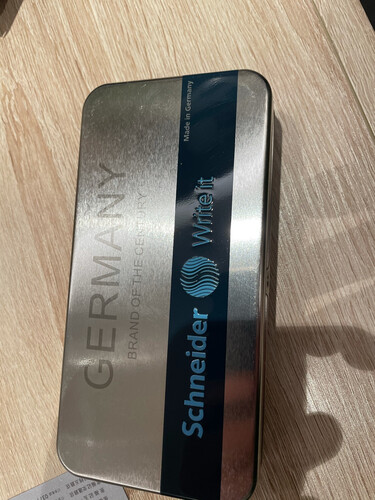 GERMANY
BRAND OF THE CENTURY
Schneider Write it
Made in Germany